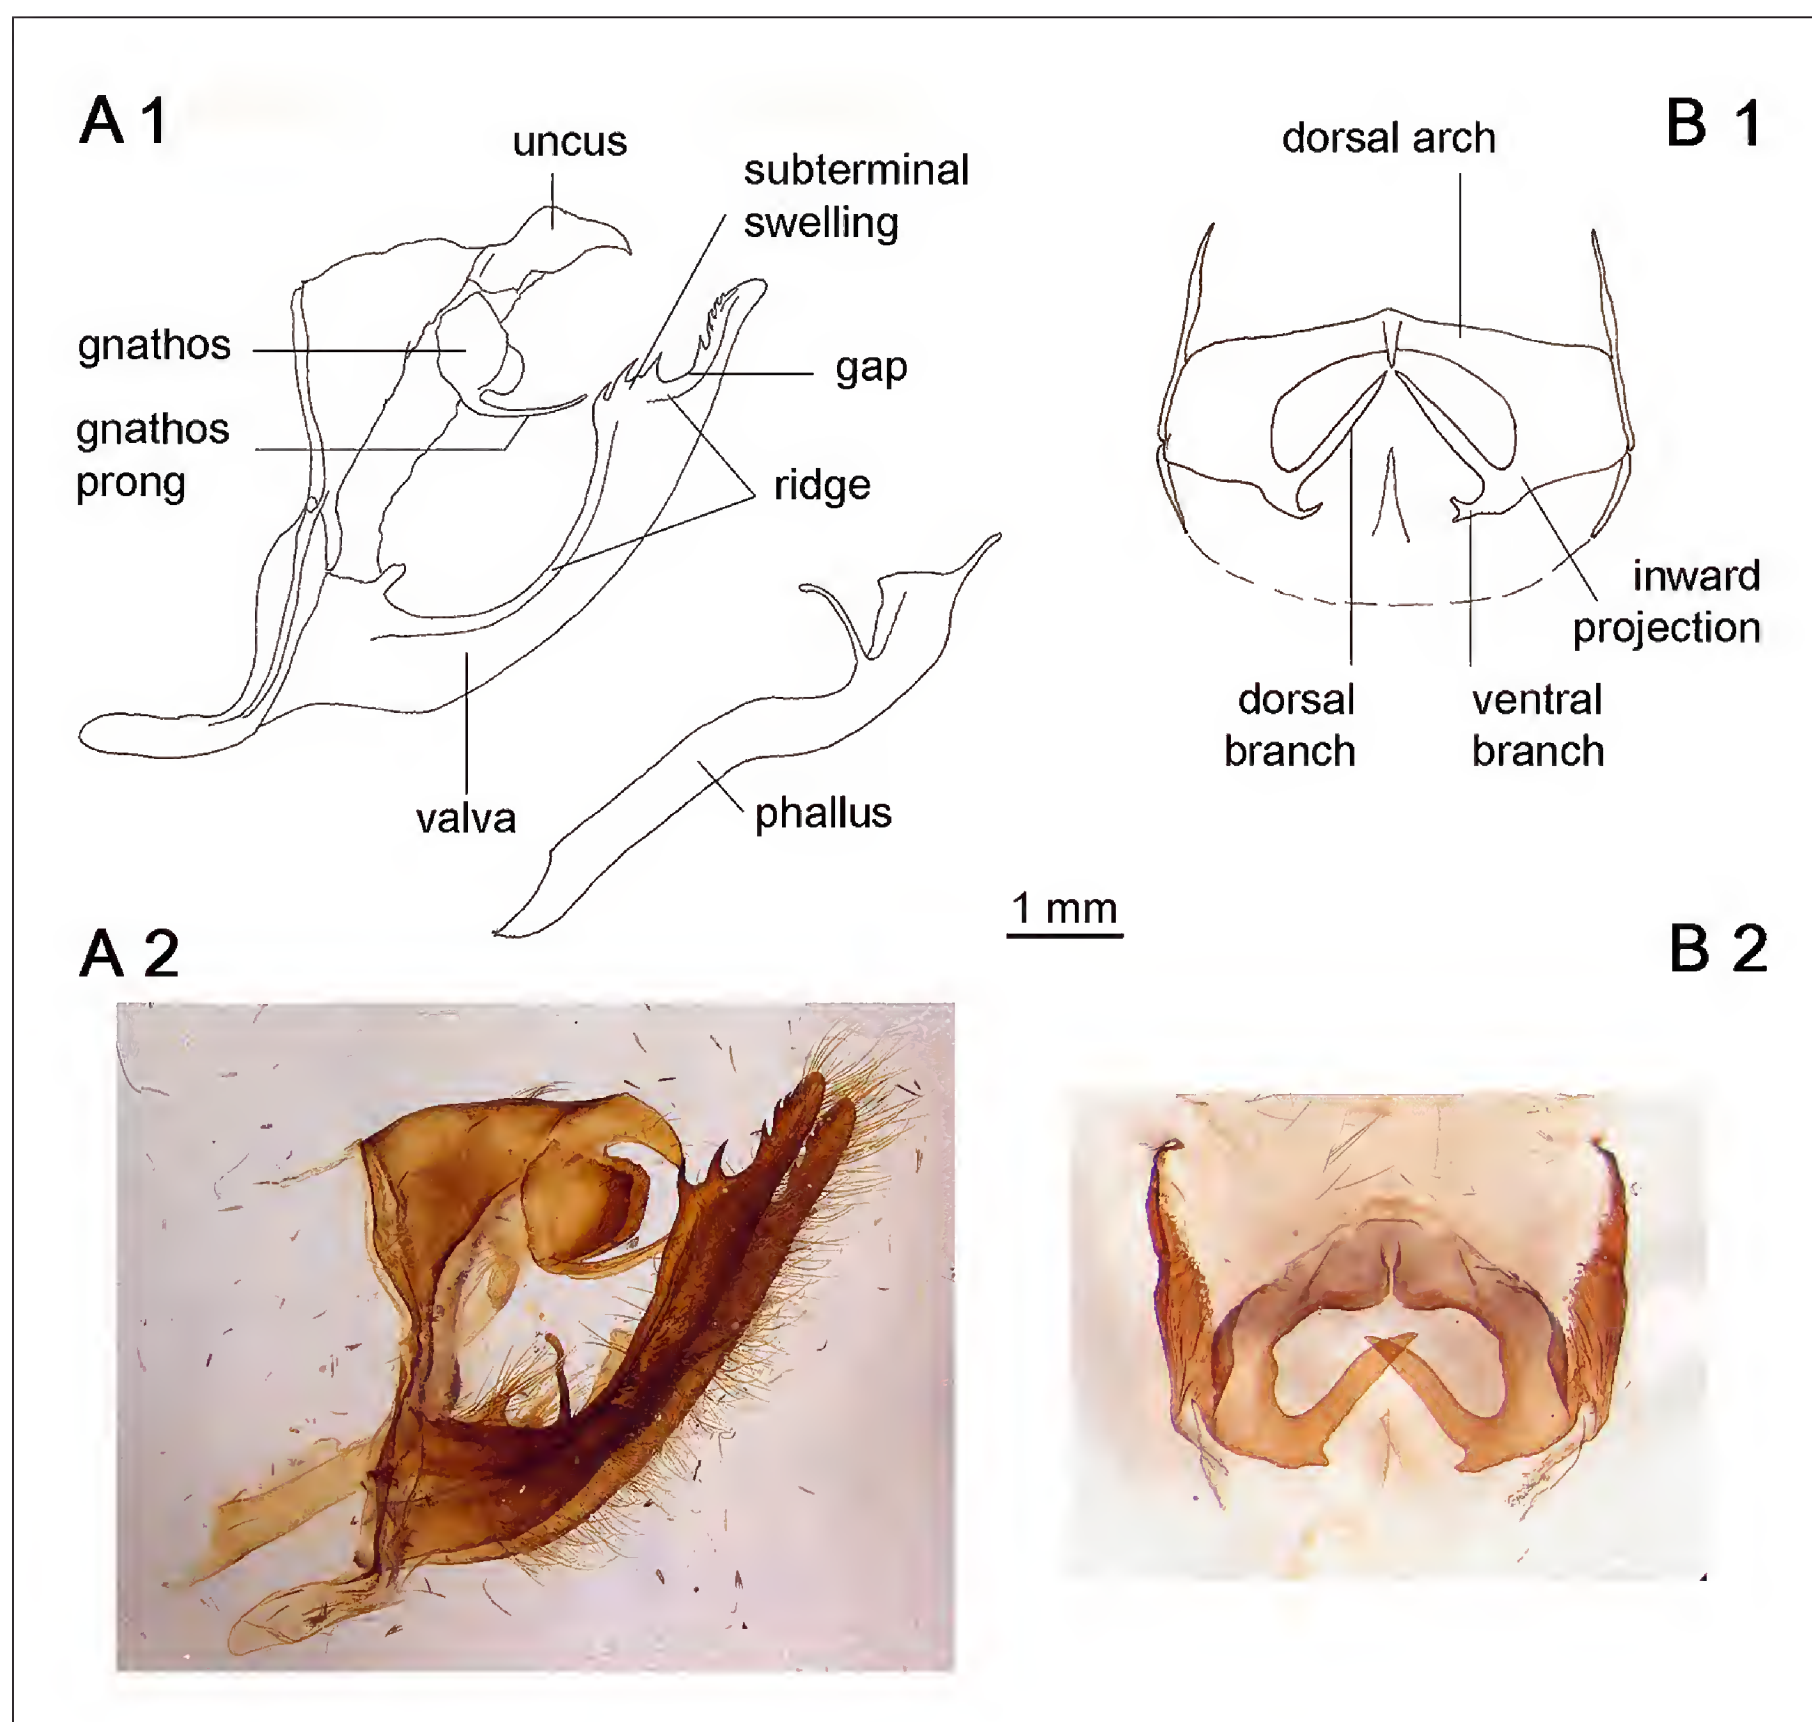 A 1
uncus
subterminal
swelling
gnathos
gap
gnathos
prong
ridge
valva
phallus
B 1
dorsal arch
inward
projection
dorsal
branch
ventral
branch
1 mm
A 2
B 2